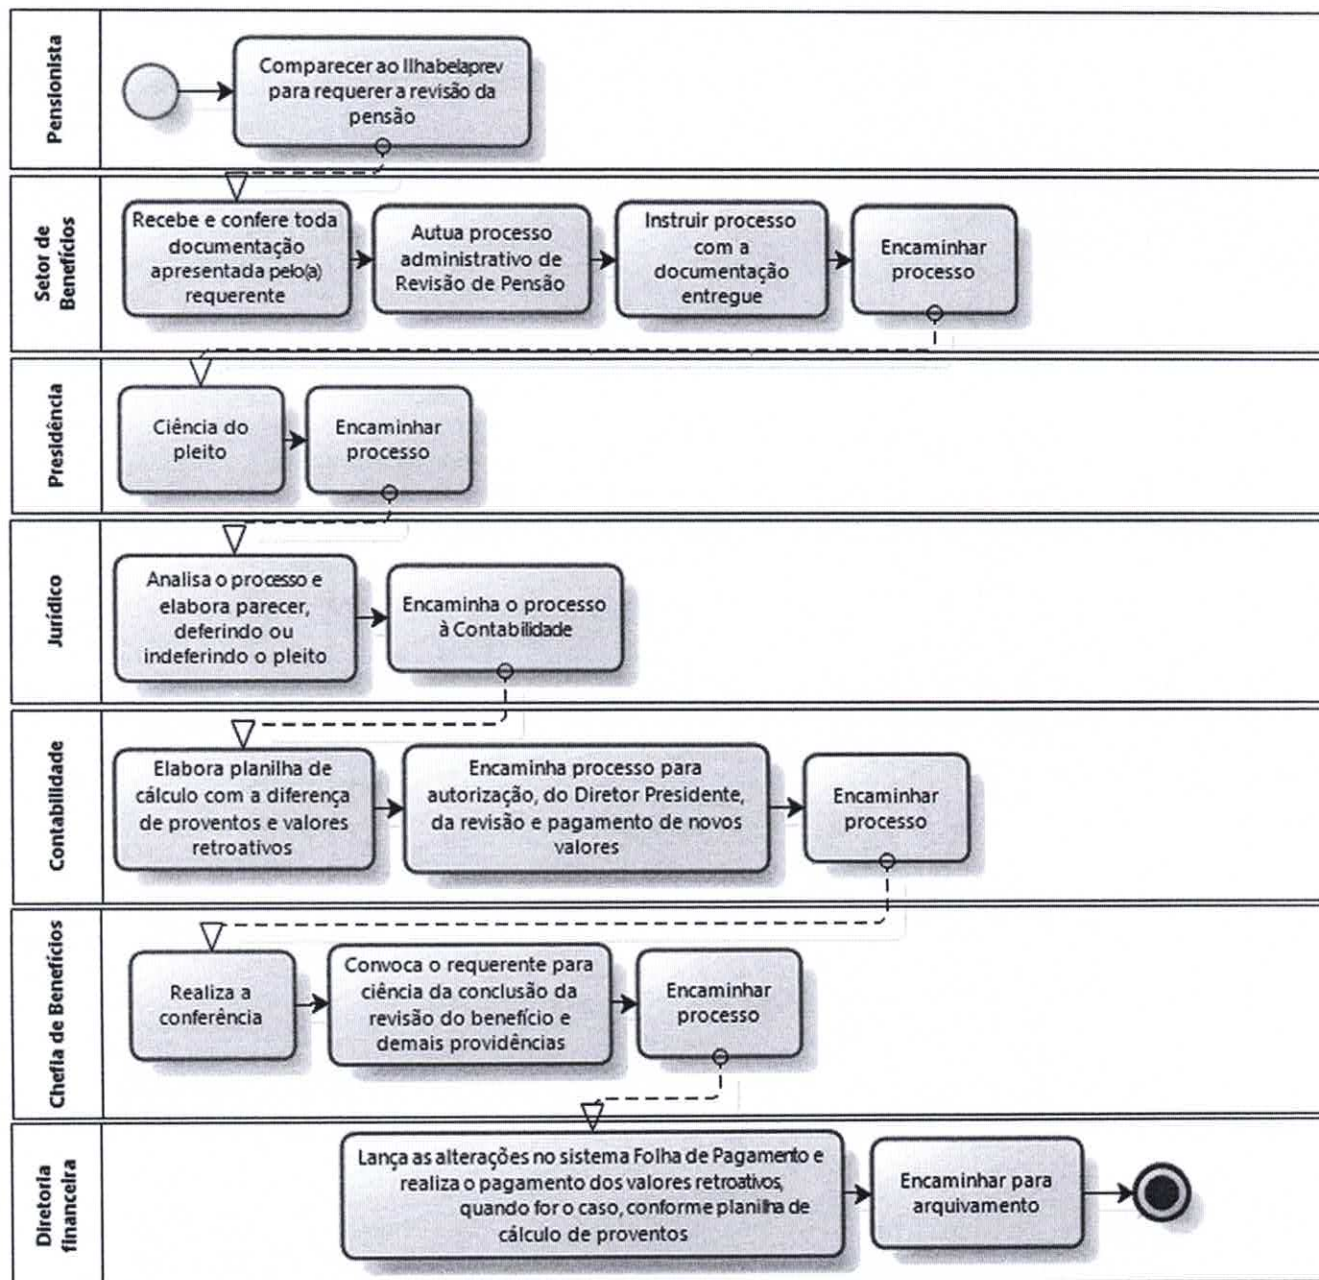 Pensionista
Comparecer ao Ilhabelaprev
para requerer a revisão da
pensão
Setor de
Benefícios
Recebe e confere toda
documentação
apresentada pelo(a)
requerente
Autua processo
administrativo de
Revisão de Pensão
Instruir processo
com a
documentação
entregue
Encaminhar
processo
Presidência
Ciência do
pleito
Encaminhar
processo
Jurídico
Analisa o processo e
elabora parecer,
deferindo ou
indeferindo o pleito
Encaminha o processo
à Contabilidade
Contabilidade
Elabora planilha de
cálculo com a diferença
de proventos e valores
retroativos
Encaminha processo para
autorização, do Diretor Presidente,
da revisão e pagamento de novos
valores
Encaminhar
processo
Chefia de Benefícios
Realiza a
conferência
Convoca o requerente para
ciência da conclusão da
revisão do benefício e
demais providências
Encaminhar
processo
Diretoria
financeira
Lança as alterações no sistema Folha de Pagamento e
realiza o pagamento dos valores retroativos,
quando for o caso, conforme planilha de
cálculo de proventos
Encaminhar para
arquivamento